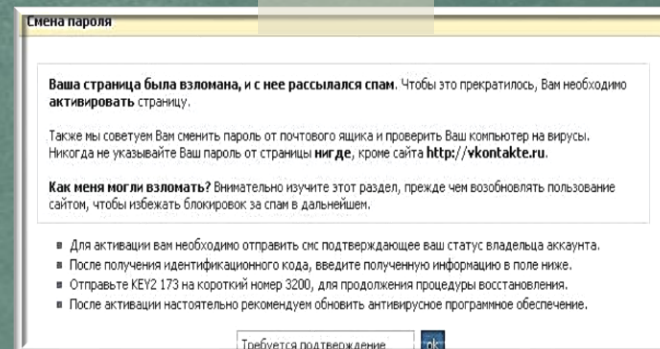 Смена пароля
Ваша страница была взломана, и с нее рассылался спам. Чтобы это прекратилось, Вам необходимо
активировать страницу.
Также мы советуем Вам сменить пароль от почтового ящика и проверить Ваш компьютер на вирусы.
Никогда не указывайте Ваш пароль от страницы нигде, кроме сайта http://vkontakte.ru.
Как меня могли взломать? Внимательно изучите этот раздел, прежде чем возобновлять пользование
сайтом, чтобы избежать блокировок за спам в дальнейшем.
Для активации вам необходимо отправить смс подтверждающее ваш статус владельца аккаунта.
После получения идентификационного кода, введите полученную информацию в поле ниже.
Отправьте KEY2 173 на короткий номер 3200, для продолжения процедуры восстановления.
После активации настоятельно рекомендуем обновить антивирусное программное обеспечение.
Требуется подтверждение ok